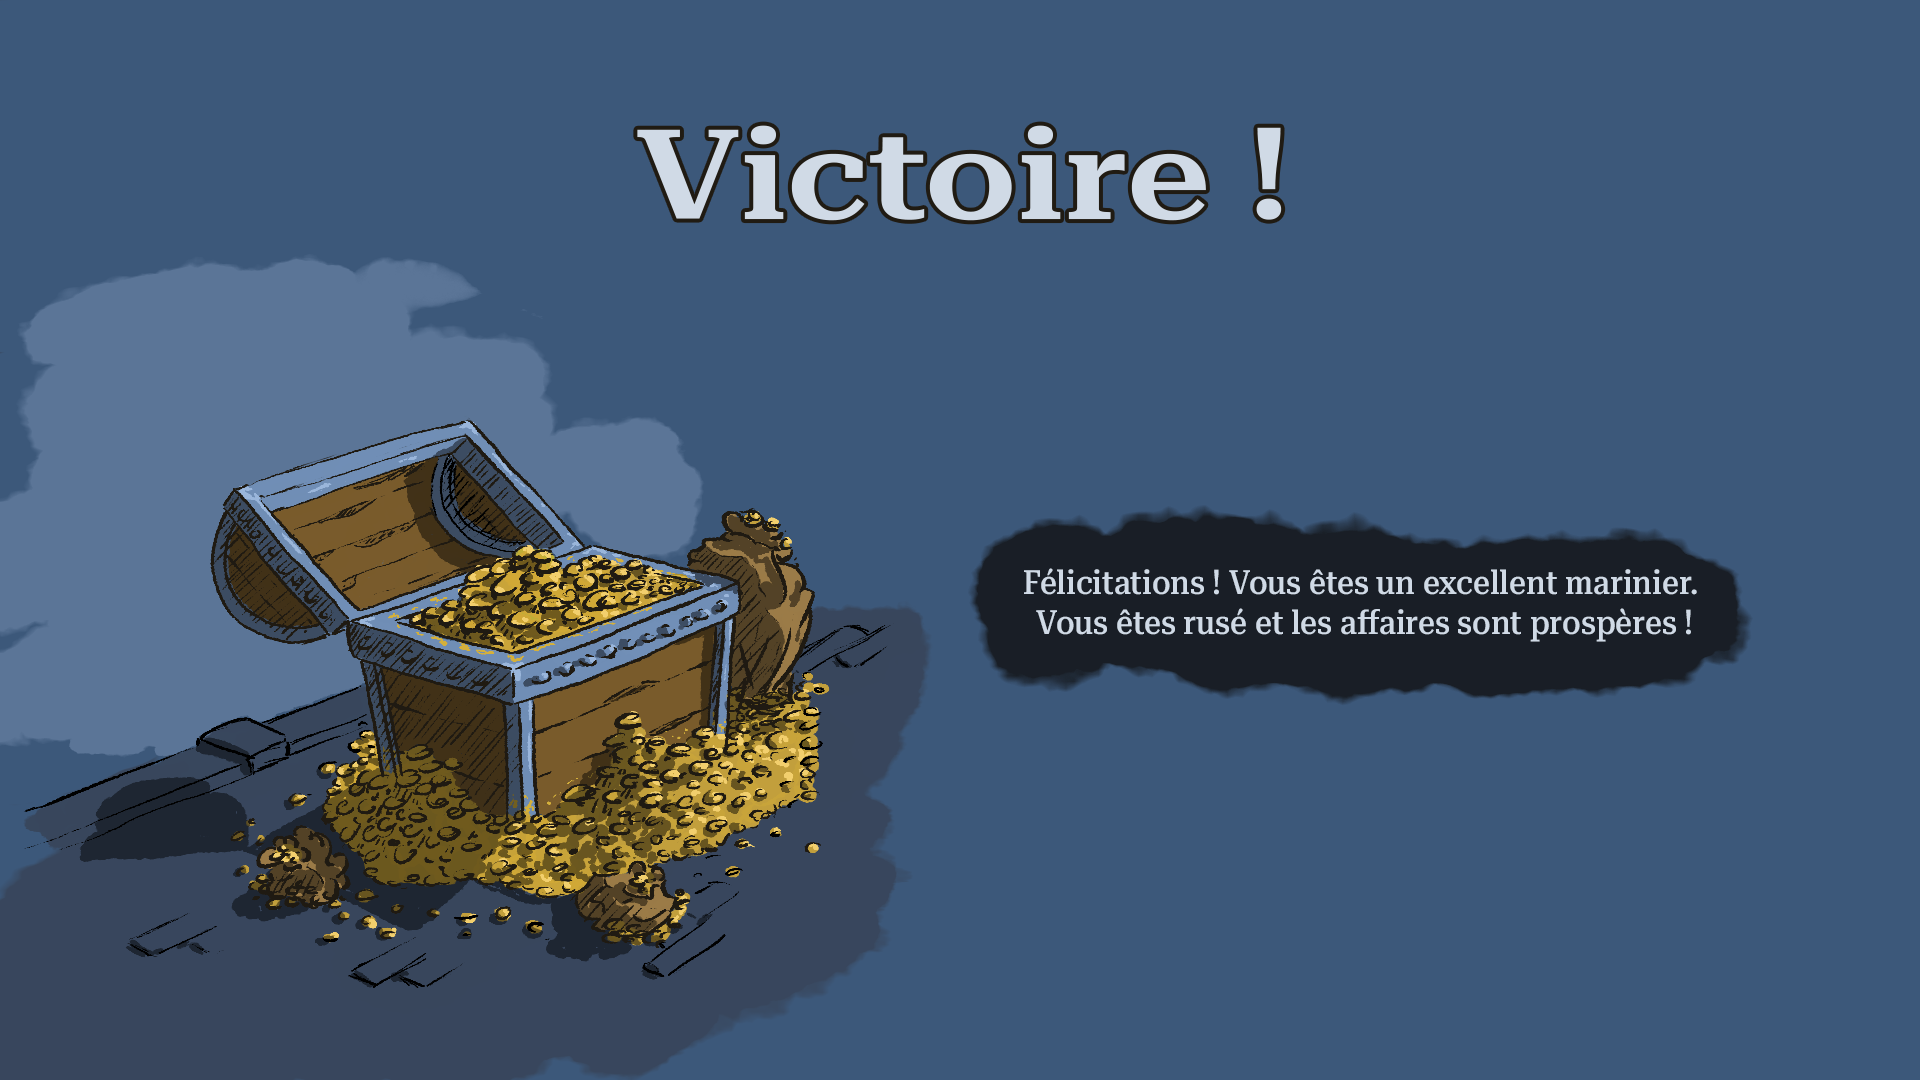 Victoire !
Félicitations ! Vous êtes un excellent marinier.
Vous êtes rusé et les affaires sont prospères !